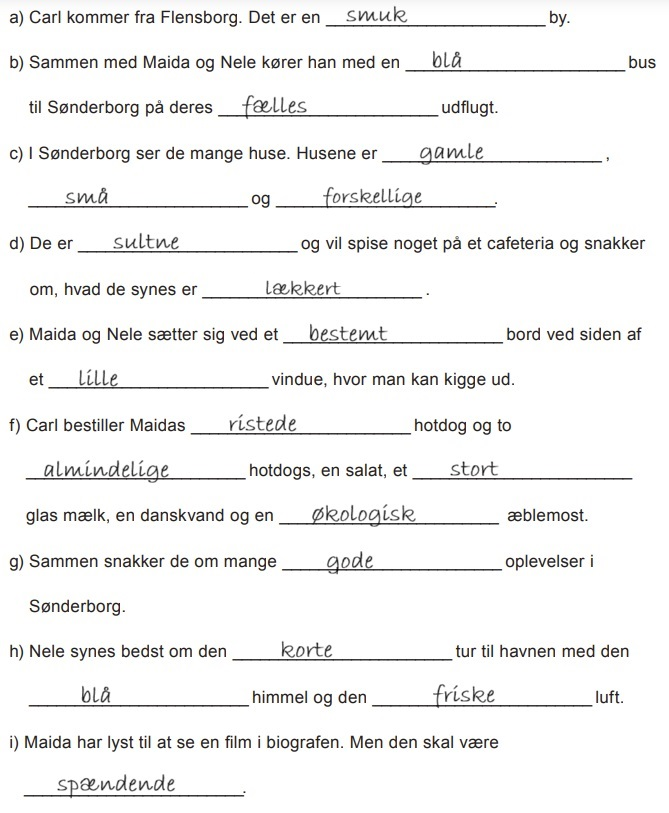 a) Carl kommer fra Flensborg. Det er en smuk by.
b) Sammen med Maida og Nele kører han med en blå bus
til Sønderborg på deres fælles udflugt.
c) I Sønderborg ser de mange huse. Husene er gamle ,
små og forskellige.
d) De er sultne og vil spise noget på et cafeteria og snakker
om, hvad de synes er lækkert .
e) Maida og Nele sætter sig ved et bestemt bord ved siden af
et lille vindue, hvor man kan kigge ud.
f) Carl bestiller Maidas ristede hotdog og to
almindelige hotdogs, en salat, et stort
glas mælk, en danskvand og en økologisk æblemost.
g) Sammen snakker de om mange gode oplevelser i
Sønderborg.
h) Nele synes bedst om den korte tur til havnen med den
blå himmel og den friske luft.
i) Maida har lyst til at se en film i biografen. Men den skal være
spændende.